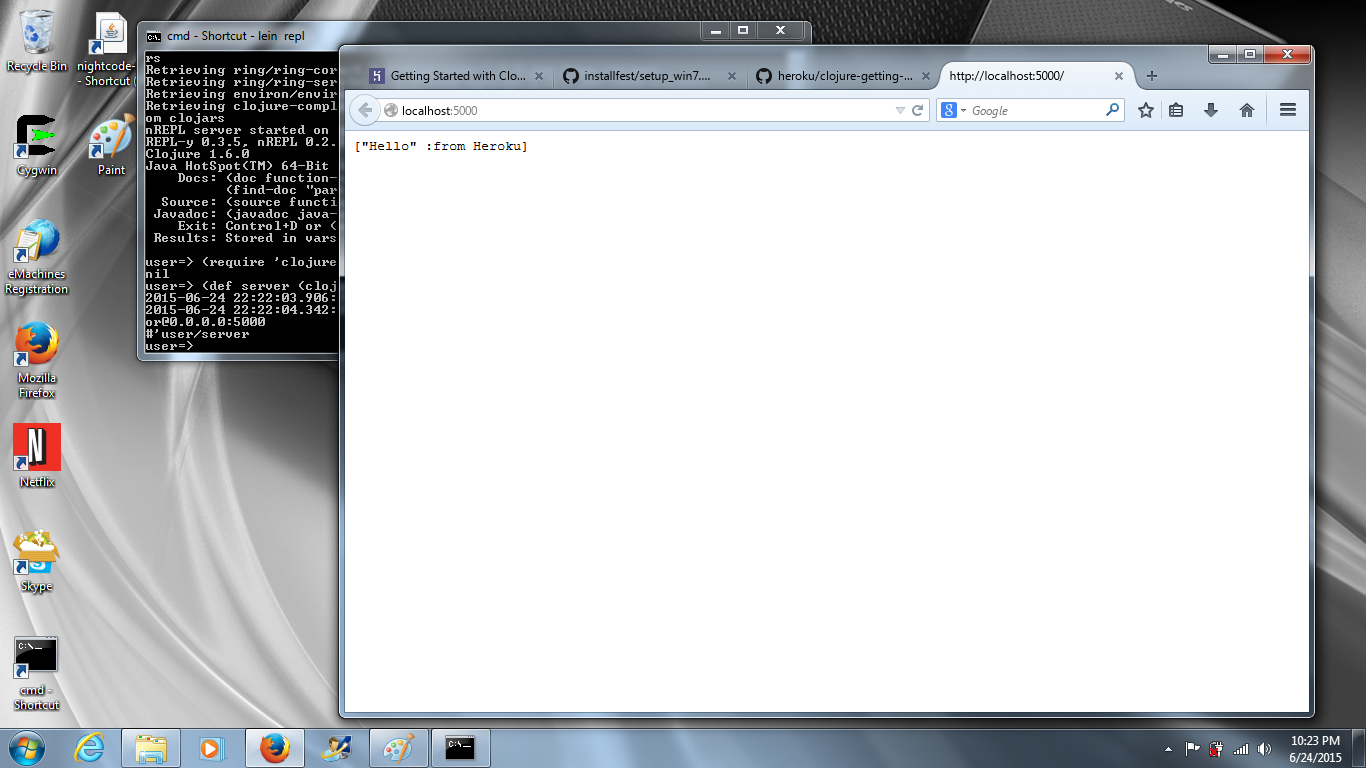 Recycle Bin
nightcode-
- Shortcut (
Cygwin
Paint
eMachines
Registration
Mozilla
Firefox
Netflix
Skype
cmd -
Shortcut
cmd - Shortcut - lein repl
rs
Retrieving ring/ring-cor
Retrieving ring/ring-ser
Retrieving environ/envir
Retrieving clojure-compl
om clojars
nREPL server started on
REPL-y 0.3.5, nREPL 0.2.
Clojure 1.6.0
Java HotSpot(TM) 64-Bit
Docs: (doc function-
(find-doc "par
Source: (source functi
Javadoc: (javadoc java-
Exit: Control+D or (
Results: Stored in vars
user=> (require 'clojure
nil
user=> (def server (cloj
2015-06-24 22:22:03.906:
2015-06-24 22:22:04.342:
or@0.0.0.0:5000
#'user/server
user=>
Getting Started with Clo...
installfest/setup_win7....
heroku/clojure-getting-...
http://localhost:5000/
localhost:5000
Google
["Hello" :from Heroku]
10:23 PM
6/24/2015